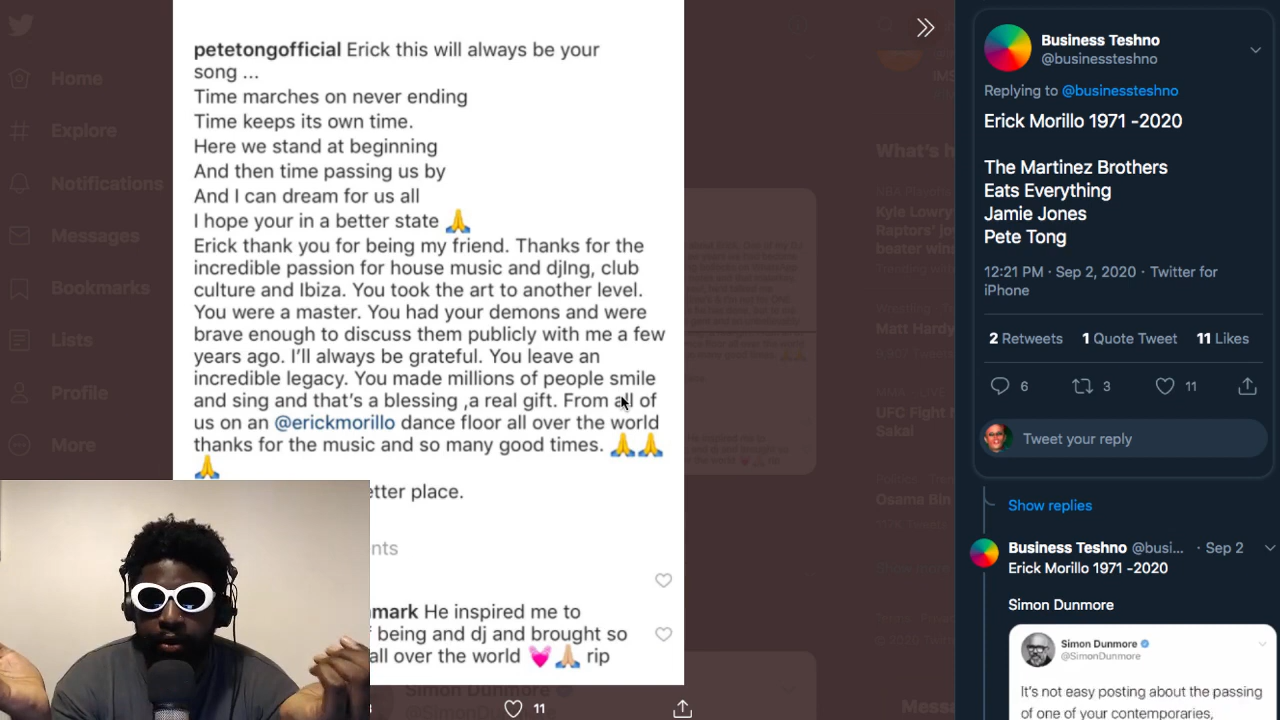 Home
Explore
Notifications
Messages
Bookmarks
Lists
Profile
More
petetongofficial Erick this will always be your
song ...
Time marches on never ending
Time keeps its own time.
Here we stand at beginning
And then time passing us by
And I can dream for us all
I hope your in a better state 🙏
Erick thank you for being my friend. Thanks for the
incredible passion for house music and djIng, club
culture and Ibiza. You took the art to another level.
You were a master. You had your demons and were
brave enough to discuss them publicly with me a few
years ago. I'll always be grateful. You leave an
incredible legacy. You made millions of people smile
and sing and that's a blessing ,a real gift. From all of
us on an @erickmorillo dance floor all over the world
thanks for the music and so many good times. 🙏🙏
🙏
etter place.
nts
mark He inspired me to
being and dj and brought so
all over the world 💓🙏🏼 rip
Simon Dunmore
@SimonDunmore
11
What's h
Kyle Lowry
Raptors' jo
beater win
Matt Hardy
UFC Fight
Sakai
Osama Bin
Messag
Business Teshno
@businessteshno
Replying to @businessteshno
Erick Morillo 1971 -2020
The Martinez Brothers
Eats Everything
Jamie Jones
Pete Tong
12:21 PM · Sep 2, 2020 · Twitter for
iPhone
2 Retweets 1 Quote Tweet 11 Likes
6 3 11
Tweet your reply
Show replies
Business Teshno @busi... · Sep 2
Erick Morillo 1971 -2020
Simon Dunmore
Simon Dunmore
@SimonDunmore
It's not easy posting about the passing
of one of your contemporaries,